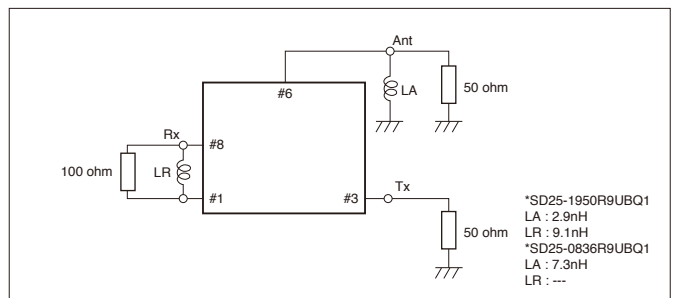 Ant
#6
LA
50 ohm
Rx
#8
100 ohm
LR
#1
#3
Tx
50 ohm
*SD25-1950R9UBQ1
LA : 2.9nH
LR : 9.1nH
*SD25-0836R9UBQ1
LA : 7.3nH
LR : ---